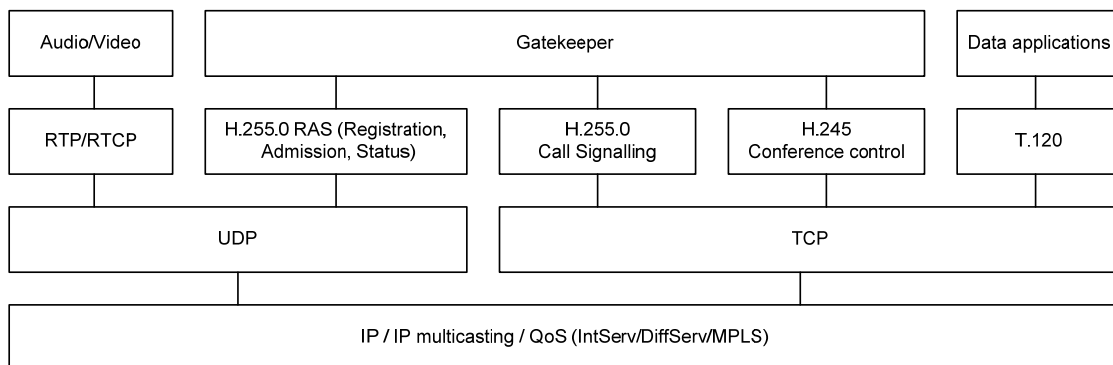 Audio/Video
Gatekeeper
Data applications
RTP/RTCP
H.255.0 RAS (Registration,
Admission, Status)
H.255.0
Call Signalling
H.245
Conference control
T.120
UDP
TCP
IP / IP multicasting / QoS (IntServ/DiffServ/MPLS)